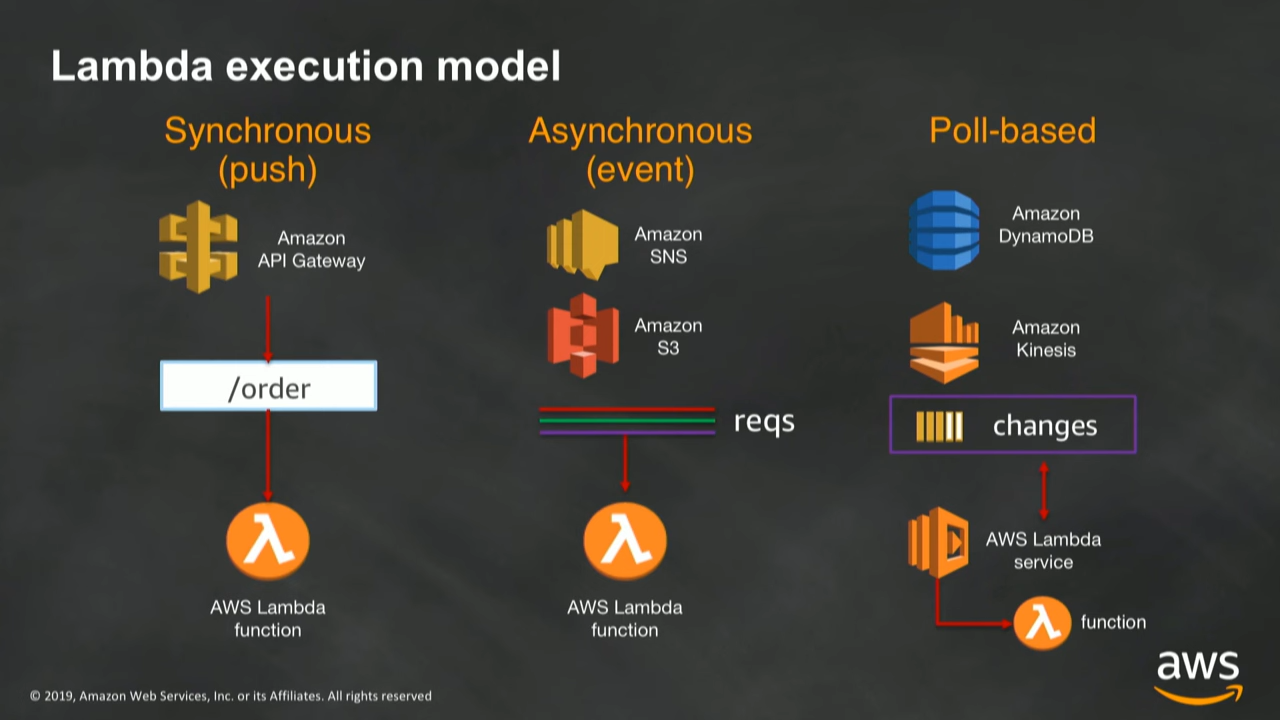 Lambda execution model
Synchronous
(push)
Amazon
API Gateway
/order
AWS Lambda
function
Asynchronous
(event)
Amazon
SNS
Amazon
S3
reqs
AWS Lambda
function
Poll-based
Amazon
DynamoDB
Amazon
Kinesis
changes
AWS Lambda
service
function
aws
© 2019, Amazon Web Services, Inc. or its Affiliates. All rights reserved